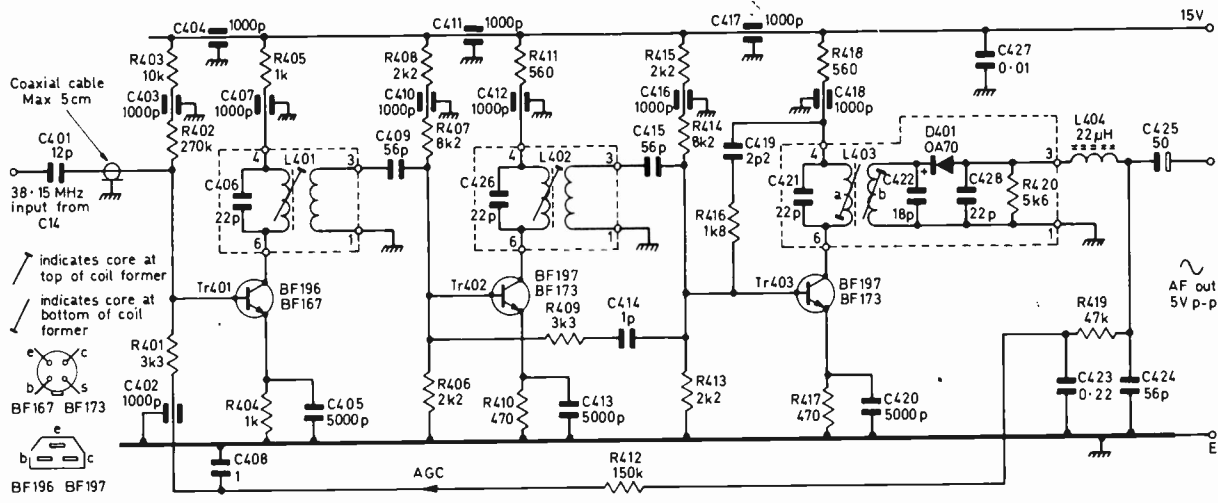 C404
1000p
C411
1000p
C417
1000p
15V
R403
10k
R405
1k
R408
2k2
R411
560
R415
2k2
R418
560
C427
0·01
Coaxial cable
Max 5cm
C403
1000p
C407
1000p
C410
1000p
C412
1000p
C416
1000p
C418
1000p
C401
12p
R402
270k
C409
56p
R407
8k2
C415
56p
R414
8k2
C419
2p2
D401
OA70
L404
22µH
C425
50
4
L401
3
4
L402
3
4
L403
3
38·15 MHz
input from
C14
C406
22p
C426
22p
R416
1k8
C421
22p
a
b
C422
+
18p
C428
22p
R420
5k6
6
1
6
1
6
1
indicates core at
top of coil former
indicates core at
bottom of coil
former
Tr401
BF196
BF167
Tr402
BF197
BF173
Tr403
BF197
BF173
AF out
5V p-p
R409
3k3
C414
1p
R419
47k
R401
3k3
e
c
b
s
BF167 BF173
C402
1000p
R404
1k
C405
5000p
R406
2k2
R410
470
C413
5000p
R413
2k2
R417
470
C420
5000p
C423
0·22
C424
56p
E
e
b
c
BF196 BF197
C408
1
AGC
R412
150k